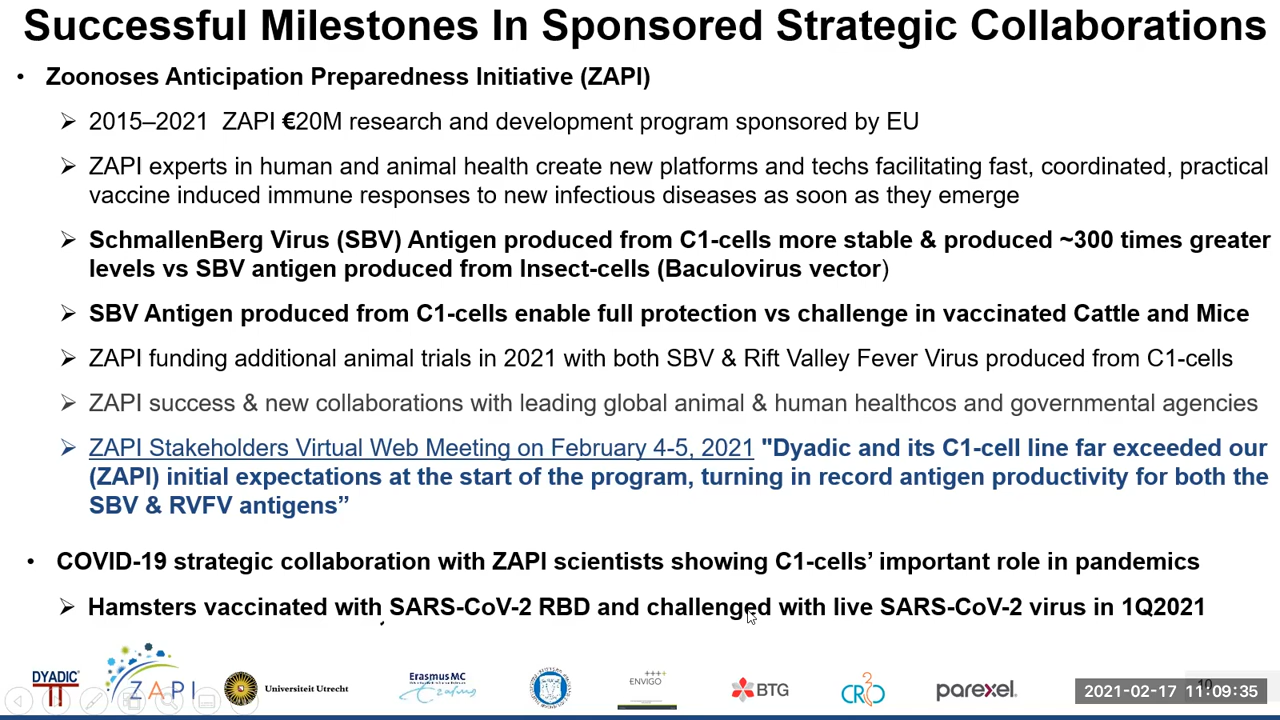 Successful Milestones In Sponsored Strategic Collaborations
• Zoonoses Anticipation Preparedness Initiative (ZAPI)
➢ 2015–2021 ZAPI €20M research and development program sponsored by EU
➢ ZAPI experts in human and animal health create new platforms and techs facilitating fast, coordinated, practical
vaccine induced immune responses to new infectious diseases as soon as they emerge
➢ SchmallenBerg Virus (SBV) Antigen produced from C1-cells more stable & produced ~300 times greater
levels vs SBV antigen produced from Insect-cells (Baculovirus vector)
➢ SBV Antigen produced from C1-cells enable full protection vs challenge in vaccinated Cattle and Mice
➢ ZAPI funding additional animal trials in 2021 with both SBV & Rift Valley Fever Virus produced from C1-cells
➢ ZAPI success & new collaborations with leading global animal & human healthcos and governmental agencies
➢ ZAPI Stakeholders Virtual Web Meeting on February 4-5, 2021 "Dyadic and its C1-cell line far exceeded our
(ZAPI) initial expectations at the start of the program, turning in record antigen productivity for both the
SBV & RVFV antigens”
• COVID-19 strategic collaboration with ZAPI scientists showing C1-cells’ important role in pandemics
➢ Hamsters vaccinated with SARS-CoV-2 RBD and challenged with live SARS-CoV-2 virus in 1Q2021
DYADIC ZAPI Universiteit Utrecht Erasmus MC Erasmus ENVIGO BTG CR2O parexel. 10
2021-02-17 11:09:35